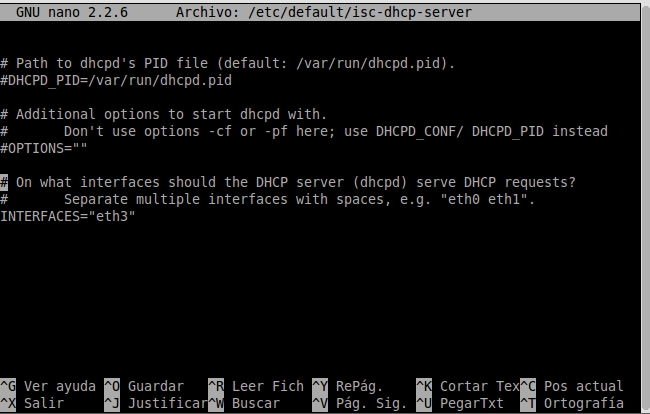 GNU nano 2.2.6 Archivo: /etc/default/isc-dhcp-server
# Path to dhcpd's PID file (default: /var/run/dhcpd.pid).
#DHCPD_PID=/var/run/dhcpd.pid
# Additional options to start dhcpd with.
# Don't use options -cf or -pf here; use DHCPD_CONF/ DHCPD_PID instead
#OPTIONS=""
# On what interfaces should the DHCP server (dhcpd) serve DHCP requests?
# Separate multiple interfaces with spaces, e.g. "eth0 eth1".
INTERFACES="eth3"
^G Ver ayuda ^O Guardar ^R Leer Fich ^Y RePág. ^K Cortar Tex^C Pos actual
^X Salir ^J Justificar^W Buscar ^V Pág. Sig. ^U PegarTxt ^T Ortografía